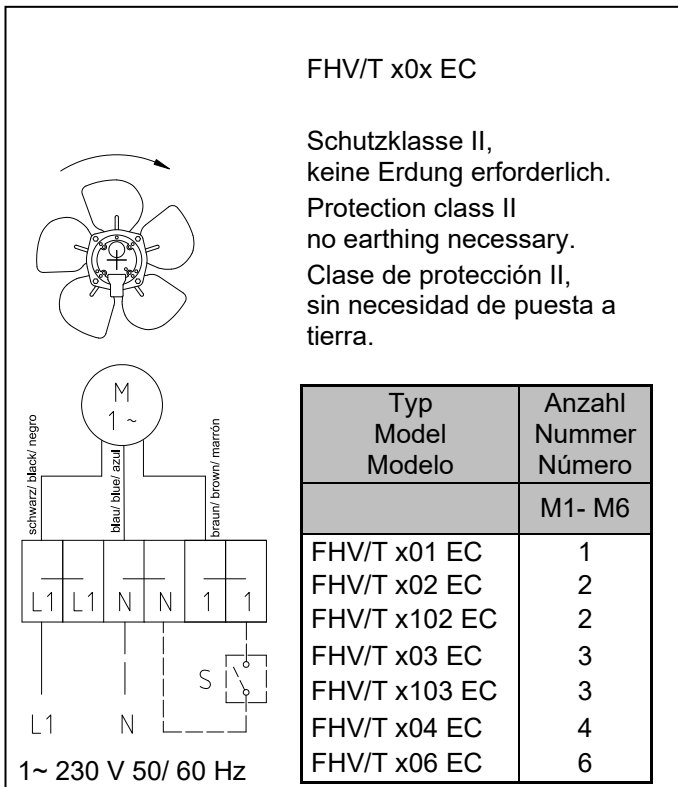 FHV/T x0x EC
Schutzklasse II,
keine Erdung erforderlich.
Protection class II
no earthing necessary.
Clase de protección II,
sin necesidad de puesta a
tierra.
M
1 ~
schwarz/ black/ negro
blau/ blue/ azul
braun/ brown/ marrón
L1 L1 N N 1 1
S
L1 N
1~ 230 V 50/ 60 Hz
Typ Anzahl
Model Nummer
Modelo Número
M1- M6
FHV/T x01 EC 1
FHV/T x02 EC 2
FHV/T x102 EC 2
FHV/T x03 EC 3
FHV/T x103 EC 3
FHV/T x04 EC 4
FHV/T x06 EC 6